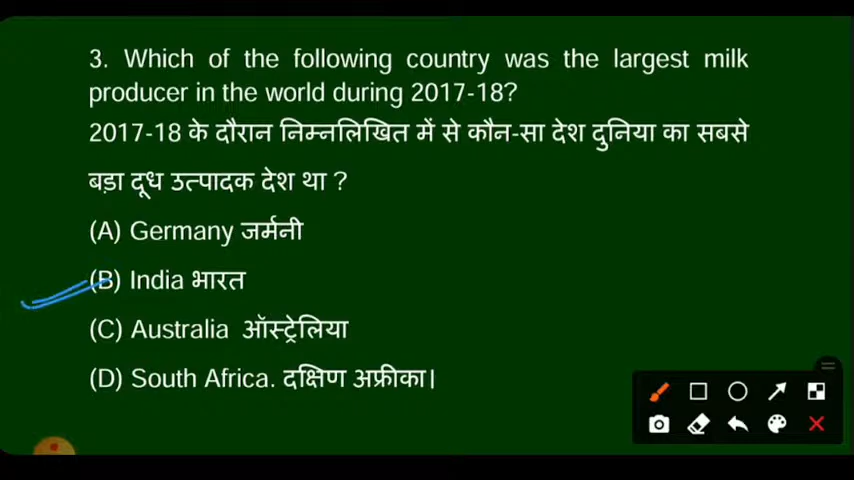 3. Which of the following country was the largest milk
producer in the world during 2017-18?
2017-18 के दौरान निम्नलिखित में से कौन-सा देश दुनिया का सबसे
बड़ा दूध उत्पादक देश था ?
(A) Germany जर्मनी
(B) India भारत
(C) Australia ऑस्ट्रेलिया
(D) South Africa. दक्षिण अफ्रीका।